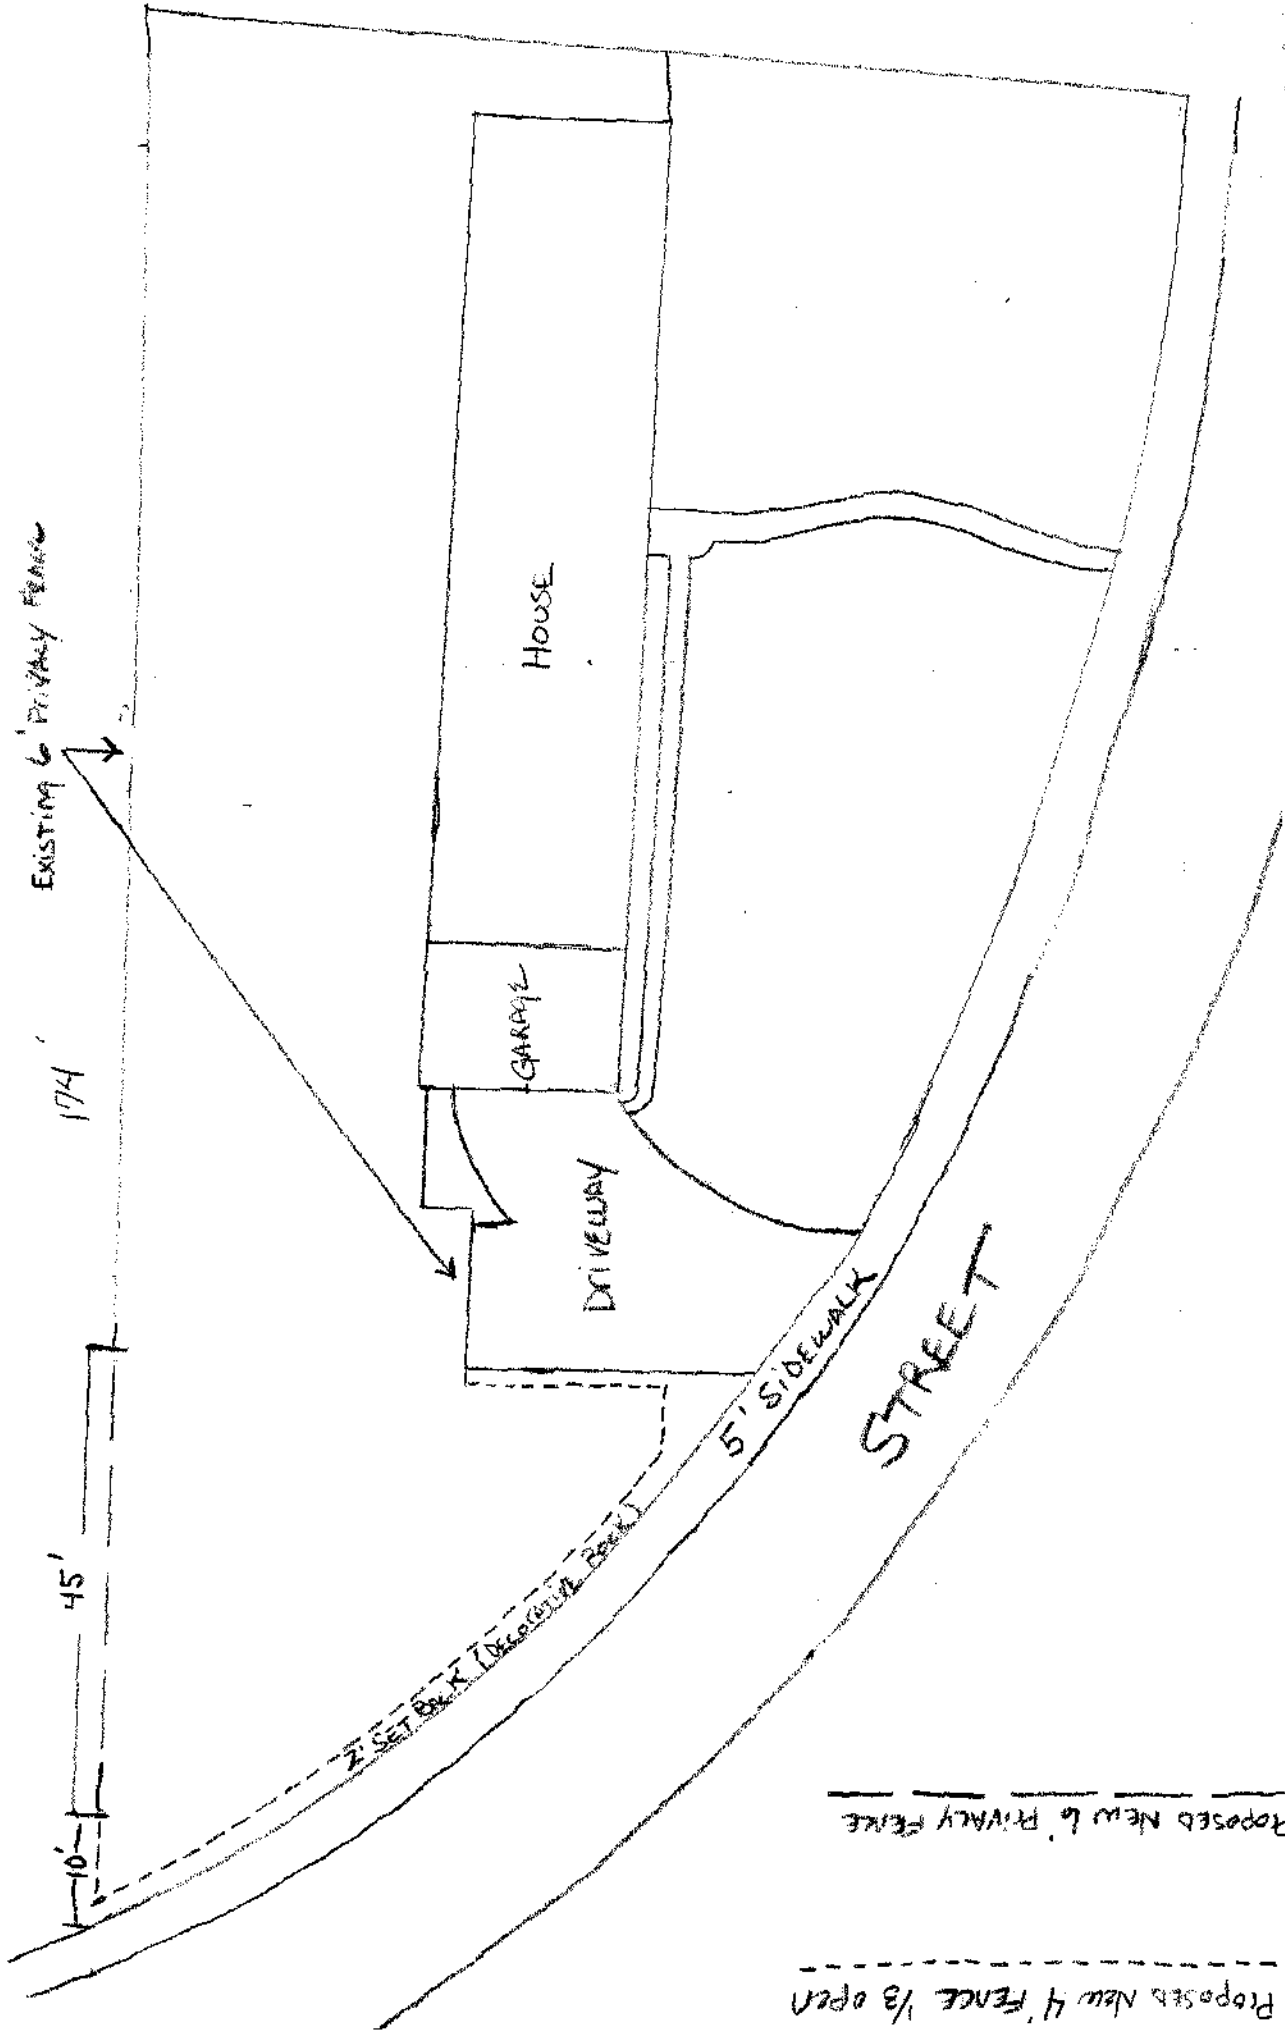 Existing 6' Privacy Fence
174'
45'
10'
HOUSE
GARAGE
DRIVEWAY
5' SIDEWALK
2' SET BACK (DECORATIVE ROCK)
STREET
Proposed New 6' Privacy Fence
Proposed New 4' Fence 1/3 open